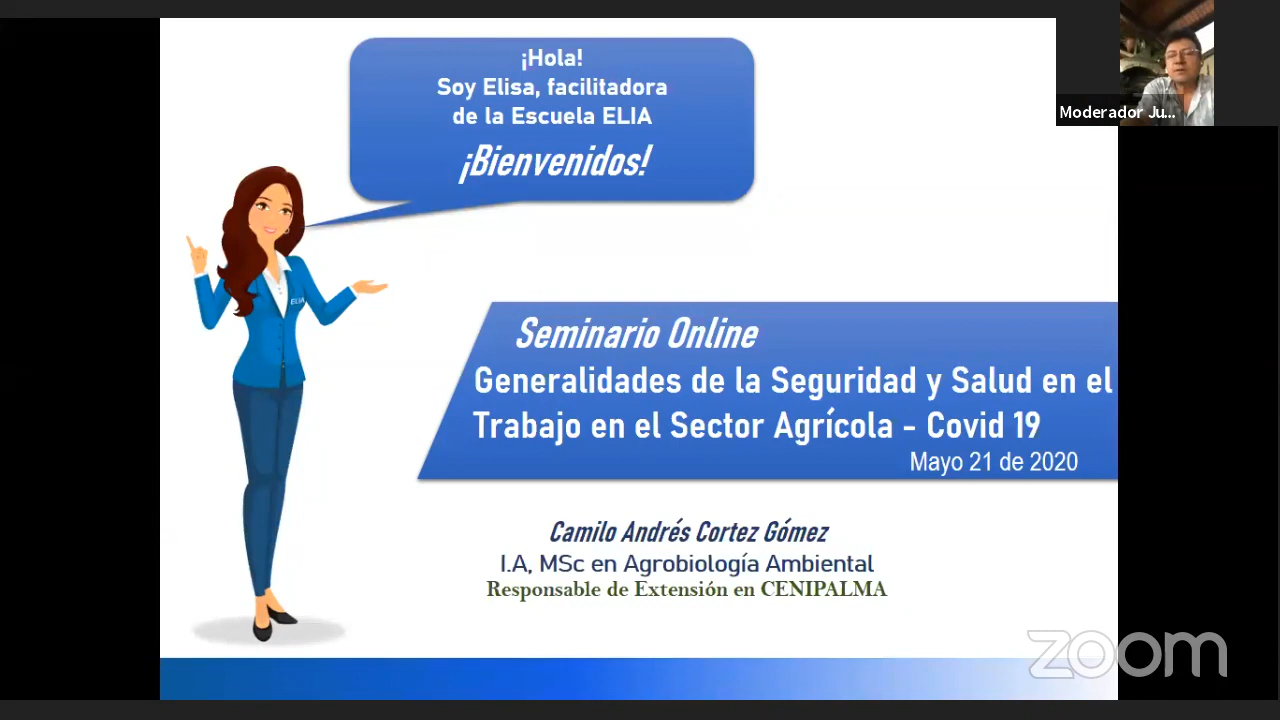 ¡Hola!
Soy Elisa, facilitadora
de la Escuela ELIA
¡Bienvenidos!
Moderador Ju...
ELIA
Seminario Online
Generalidades de la Seguridad y Salud en el
Trabajo en el Sector Agrícola - Covid 19
Mayo 21 de 2020
Camilo Andrés Cortez Gómez
I.A, MSc en Agrobiología Ambiental
Responsable de Extensión en CENIPALMA
zoom